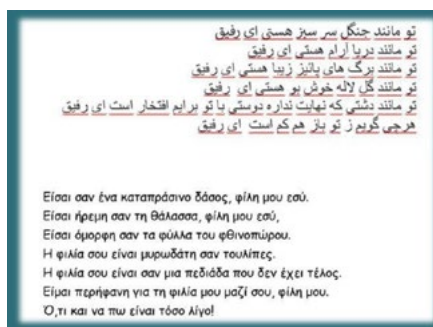 تو مانند جنگل سر سبز هستی ای رفیق
تو مانند دریا آرام هستی ای رفیق
تو مانند برگ های پائیز زیبا هستی ای رفیق
تو مانند گل لاله خوش بو هستی ای رفیق
تو مانند دشتی که نهایت نداره دوستی با تو برایم افتخار است ای رفیق
هرچی گویم ز تو باز هم کم است ای رفیق
Είσαι σαν ένα καταπράσινο δάσος, φίλη μου εσύ.
Είσαι ήρεμη σαν τη θάλασσα, φίλη μου εσύ,
Είσαι όμορφη σαν τα φύλλα του φθινοπώρου.
Η φιλία σου είναι μυρωδάτη σαν τουλίπες.
Η φιλία σου είναι σαν μια πεδιάδα που δεν έχει τέλος.
Είμαι περήφανη για τη φιλία μου μαζί σου, φίλη μου.
Ό,τι και να πω είναι τόσο λίγο!